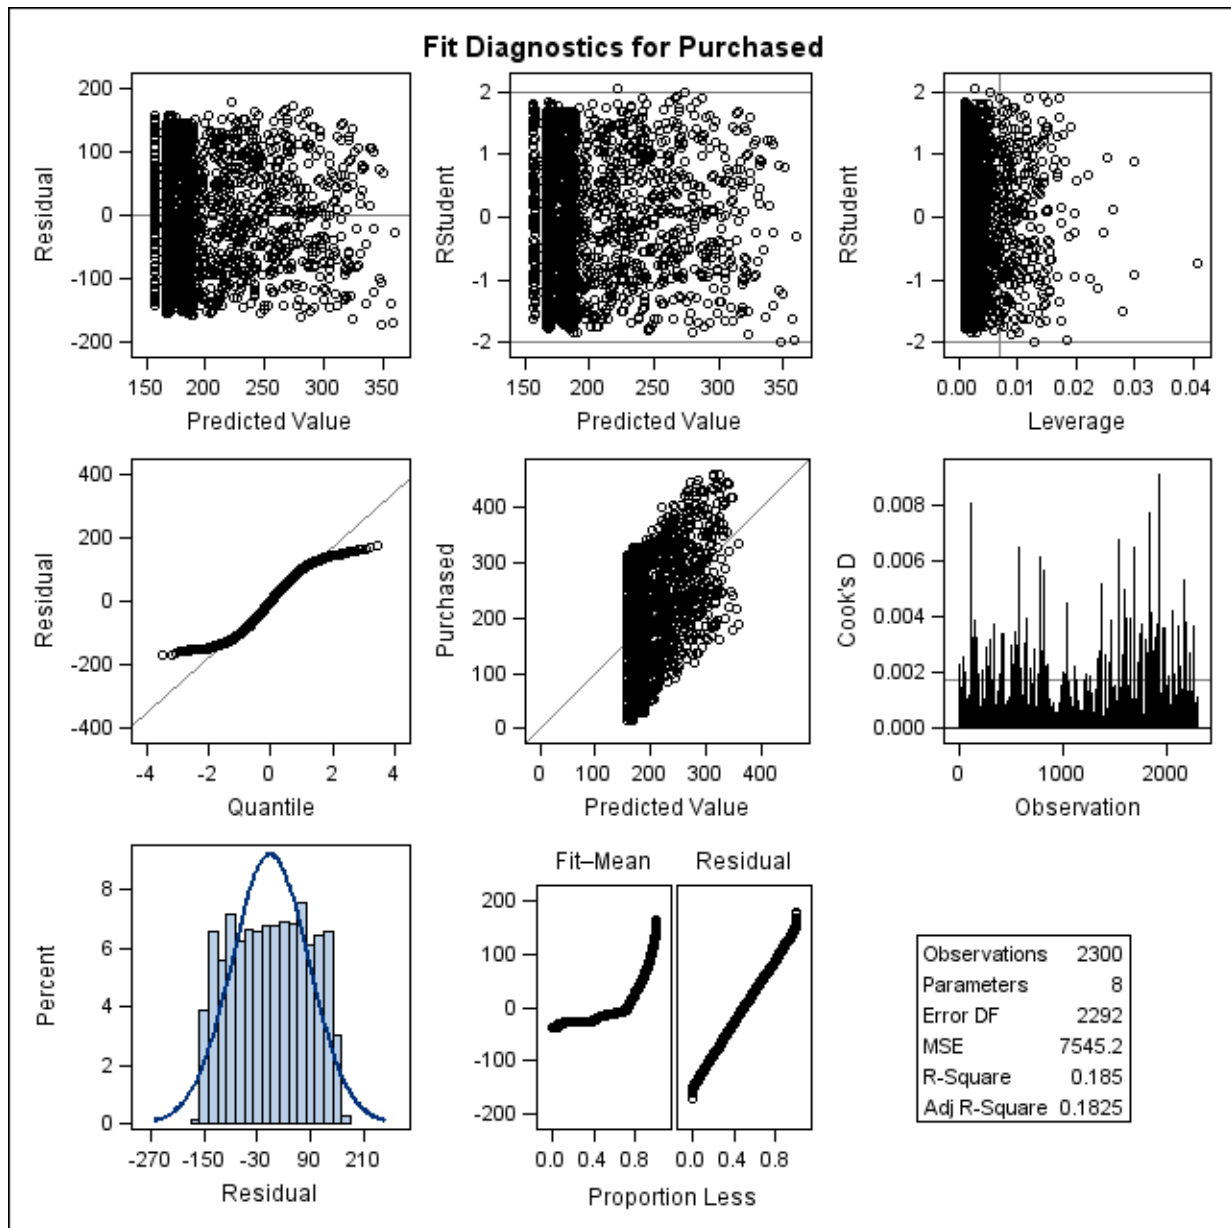 Fit Diagnostics for Purchased
200
100
0
-100
-200
Residual
150 200 250 300 350
Predicted Value
2
1
0
-1
-2
RStudent
150 200 250 300 350
Predicted Value
2
1
0
-1
-2
RStudent
0.00 0.01 0.02 0.03 0.04
Leverage
400
200
0
-200
-400
Residual
-4 -2 0 2 4
Quantile
400
300
200
100
0
Purchased
0 100 200 300 400
Predicted Value
0.008
0.006
0.004
0.002
0.000
Cook's D
0 1000 2000
Observation
8
6
4
2
0
Percent
-270 -150 -30 90 210
Residual
Fit–Mean Residual
200
100
0
-100
-200
0.0 0.4 0.8 0.0 0.4 0.8
Proportion Less
Observations 2300
Parameters 8
Error DF 2292
MSE 7545.2
R-Square 0.185
Adj R-Square 0.1825